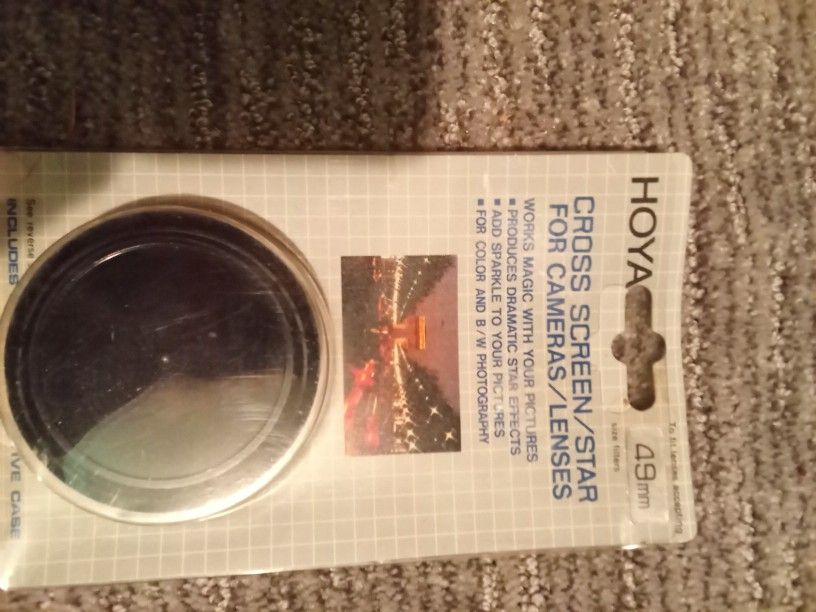 HOYA
To fit lenses accepting
49mm
size filters
CROSS SCREEN/STAR
FOR CAMERAS/LENSES
WORKS MAGIC WITH YOUR PICTURES
▪ PRODUCES DRAMATIC STAR EFFECTS
▪ ADD SPARKLE TO YOUR PICTURES
▪ FOR COLOR AND B/W PHOTOGRAPHY
See reverse
INCLUDES
IVE CASE